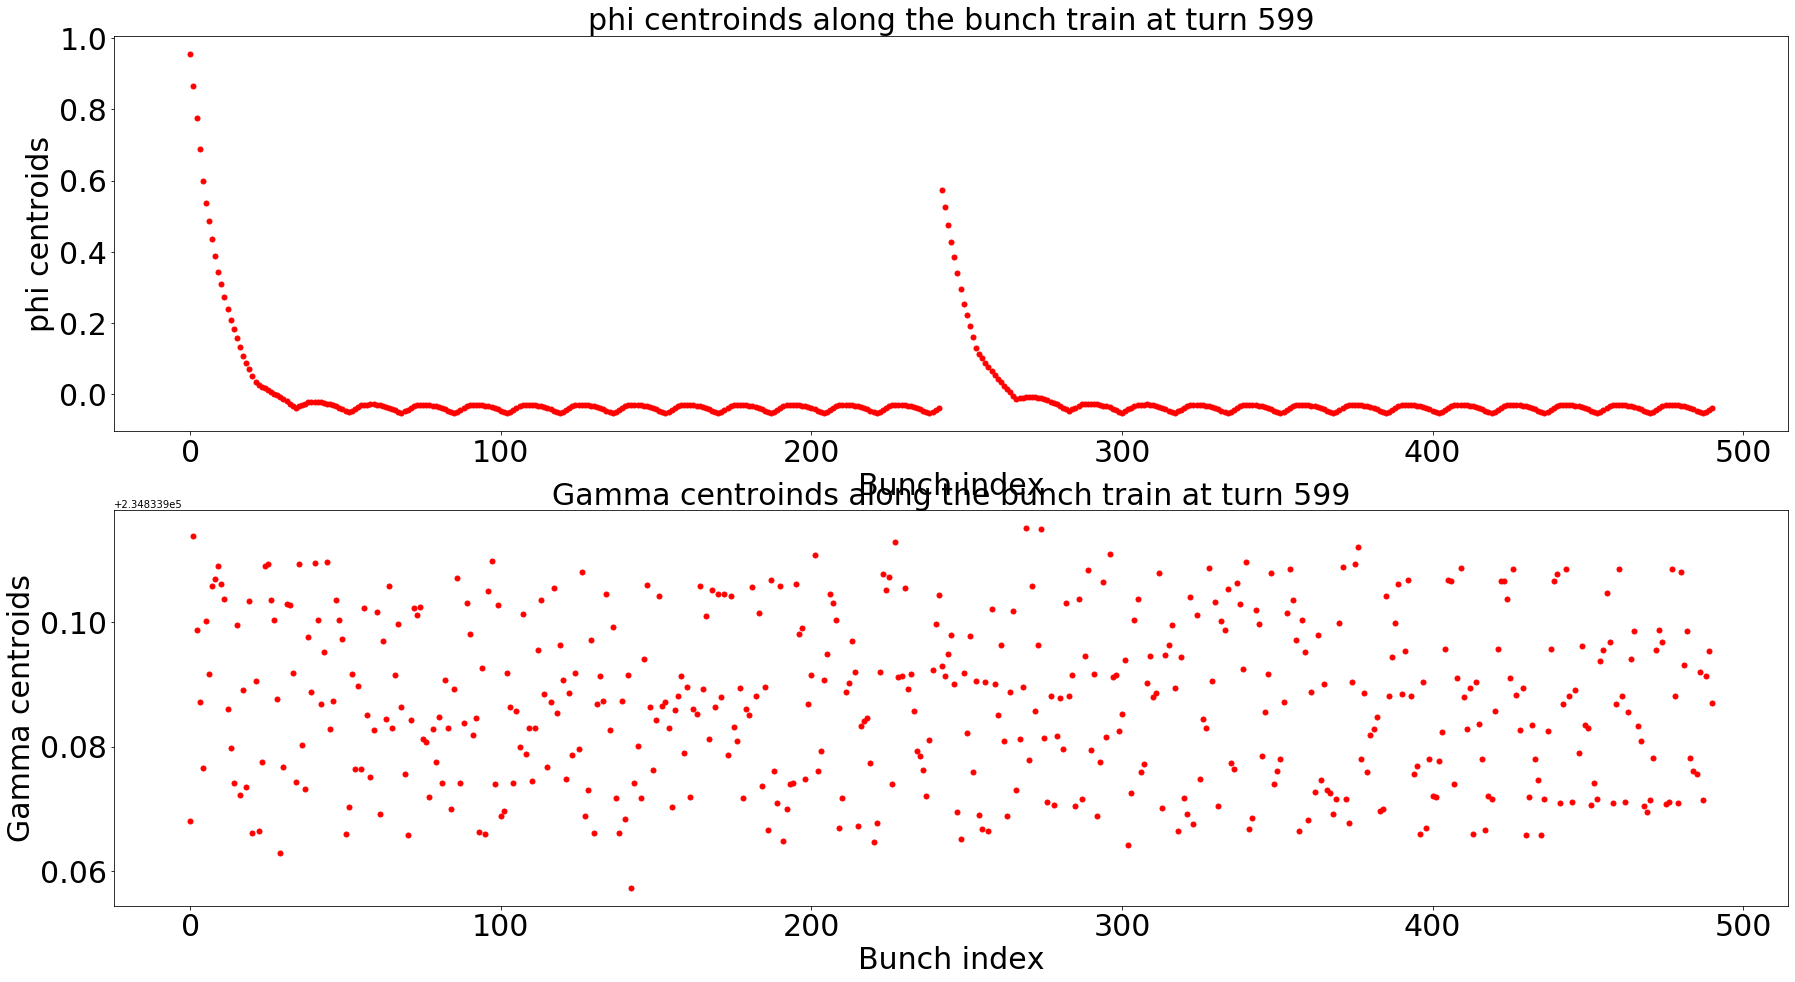 phi centroinds along the bunch train at turn 599
phi centroids
1.0
0.8
0.6
0.4
0.2
0.0
0 100 200 300 400 500
Bunch index
Gamma centroinds along the bunch train at turn 599
+2.348339e5
Gamma centroids
0.10
0.08
0.06
0 100 200 300 400 500
Bunch index